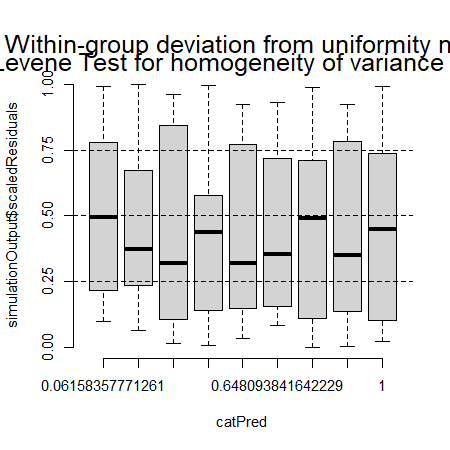 Within-group deviation from uniformity n
Levene Test for homogeneity of variance
simulationOutput$scaledResiduals
0.00
0.25
0.50
0.75
1.00
0.06158357771261
0.648093841642229
1
catPred